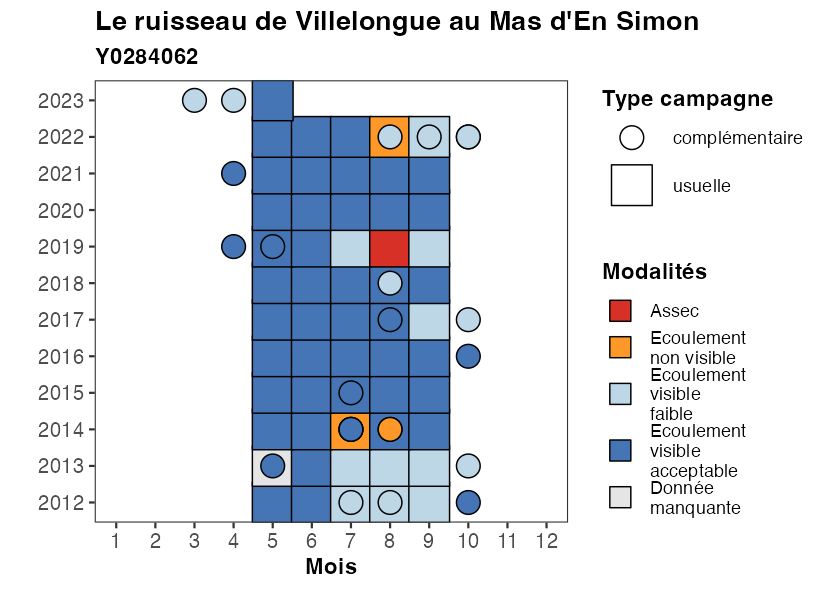 Le ruisseau de Villelongue au Mas d'En Simon
Y0284062
2023
2022
2021
2020
2019
2018
2017
2016
2015
2014
2013
2012
1 2 3 4 5 6 7 8 9 10 11 12
Mois
Type campagne
complémentaire
usuelle
Modalités
Assec
Ecoulement
non visible
Ecoulement
visible
faible
Ecoulement
visible
acceptable
Donnée
manquante